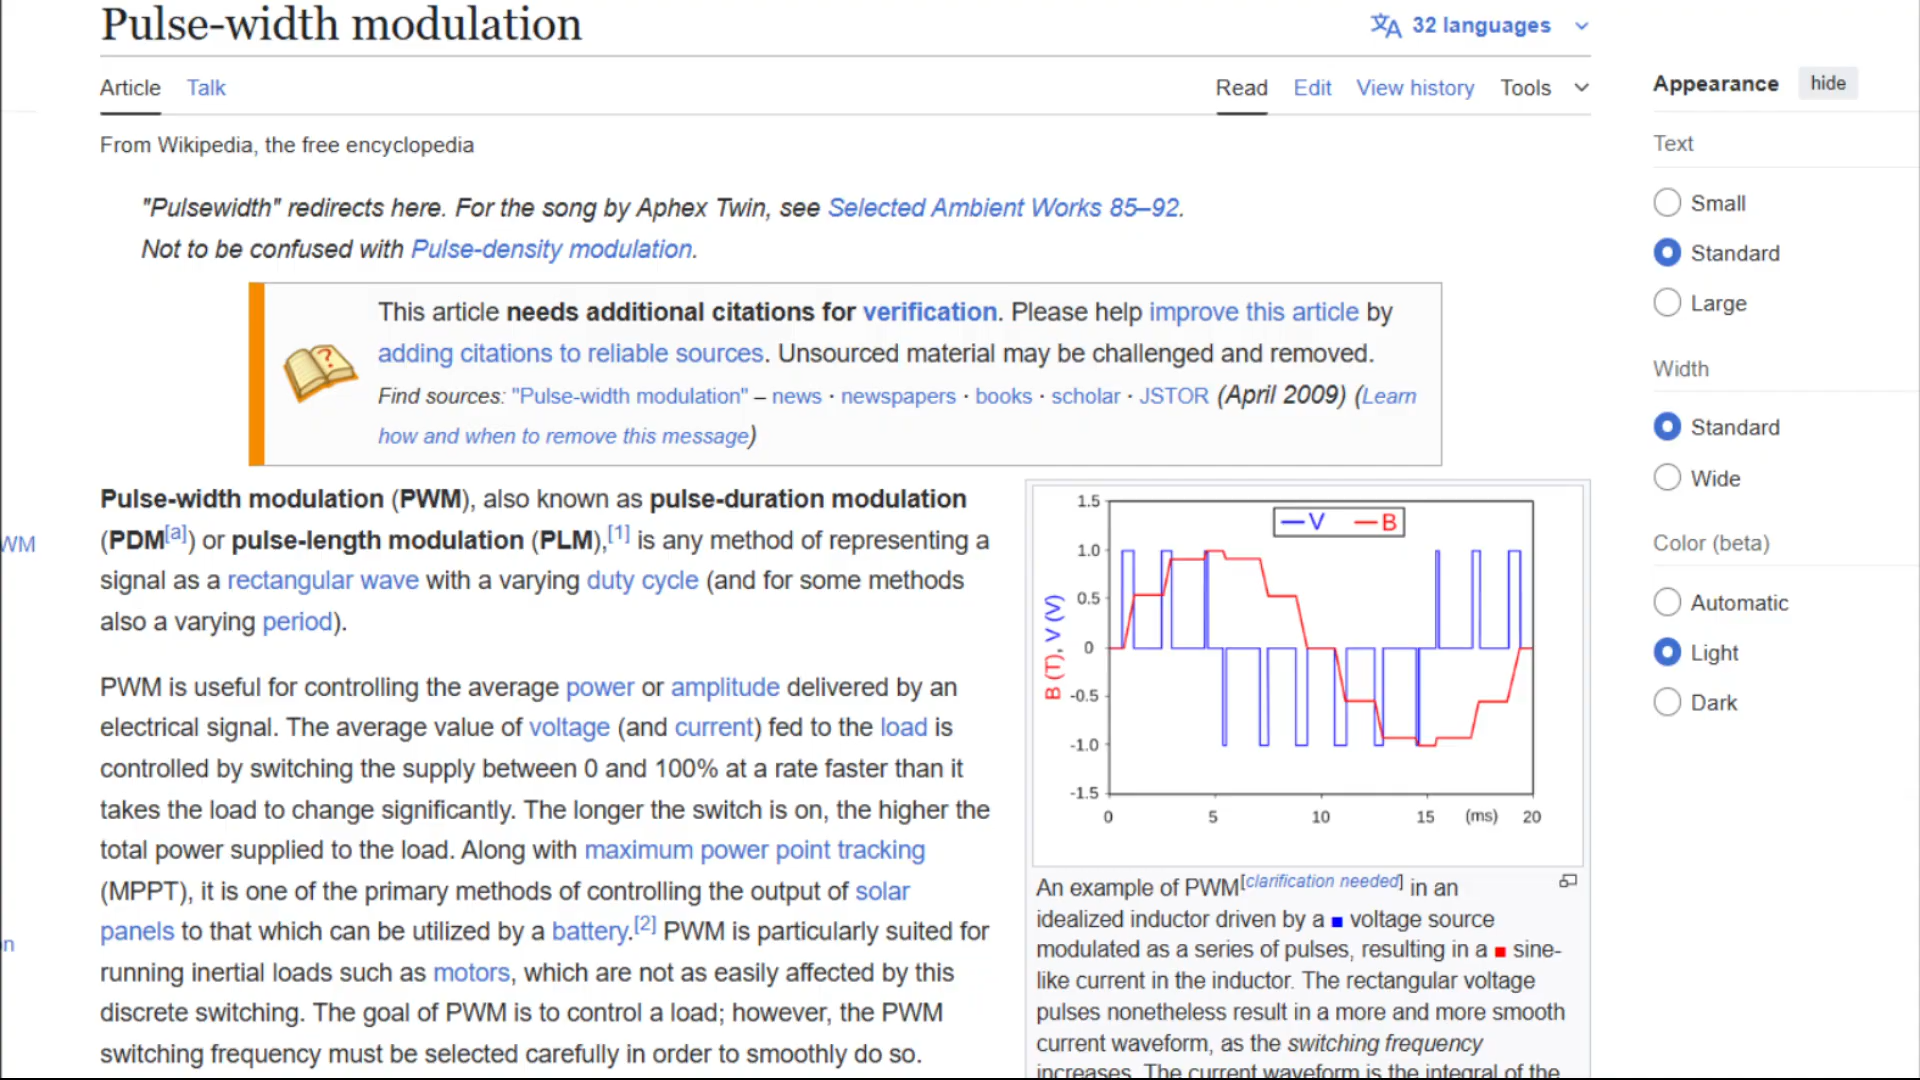 Pulse-width modulation
32 languages
Article Talk
Read Edit View history Tools
From Wikipedia, the free encyclopedia
"Pulsewidth" redirects here. For the song by Aphex Twin, see Selected Ambient Works 85–92.
Not to be confused with Pulse-density modulation.
This article needs additional citations for verification. Please help improve this article by
adding citations to reliable sources. Unsourced material may be challenged and removed.
Find sources: "Pulse-width modulation" – news · newspapers · books · scholar · JSTOR (April 2009) (Learn
how and when to remove this message)
Pulse-width modulation (PWM), also known as pulse-duration modulation
(PDM[a]) or pulse-length modulation (PLM),[1] is any method of representing a
signal as a rectangular wave with a varying duty cycle (and for some methods
also a varying period).
PWM is useful for controlling the average power or amplitude delivered by an
electrical signal. The average value of voltage (and current) fed to the load is
controlled by switching the supply between 0 and 100% at a rate faster than it
takes the load to change significantly. The longer the switch is on, the higher the
total power supplied to the load. Along with maximum power point tracking
(MPPT), it is one of the primary methods of controlling the output of solar
panels to that which can be utilized by a battery.[2] PWM is particularly suited for
running inertial loads such as motors, which are not as easily affected by this
discrete switching. The goal of PWM is to control a load; however, the PWM
switching frequency must be selected carefully in order to smoothly do so.
WM
n
V B
1.5
1.0
0.5
0
-0.5
-1.0
-1.5
B (T), V (V)
0 5 10 15 (ms) 20
An example of PWM[clarification needed] in an
idealized inductor driven by a voltage source
modulated as a series of pulses, resulting in a sine-
like current in the inductor. The rectangular voltage
pulses nonetheless result in a more and more smooth
current waveform, as the switching frequency
increases. The current waveform is the integral of the
Appearance hide
Text
Small
Standard
Large
Width
Standard
Wide
Color (beta)
Automatic
Light
Dark